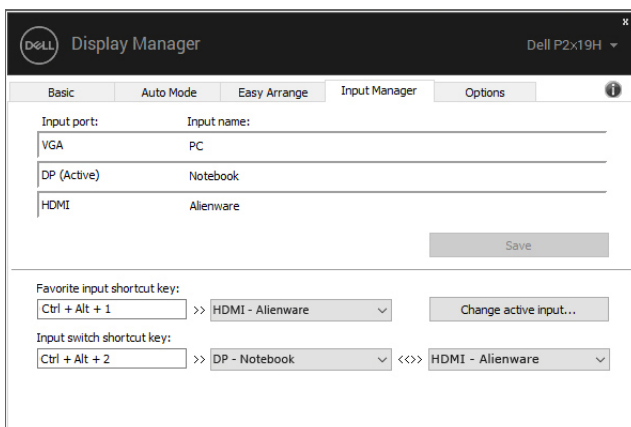 x
DELL Display Manager Dell P2x19H
Basic Auto Mode Easy Arrange Input Manager Options i
Input port: Input name:
VGA PC
DP (Active) Notebook
HDMI Alienware
Save
Favorite input shortcut key:
Ctrl + Alt + 1 >> HDMI - Alienware Change active input...
Input switch shortcut key:
Ctrl + Alt + 2 >> DP - Notebook <<>> HDMI - Alienware